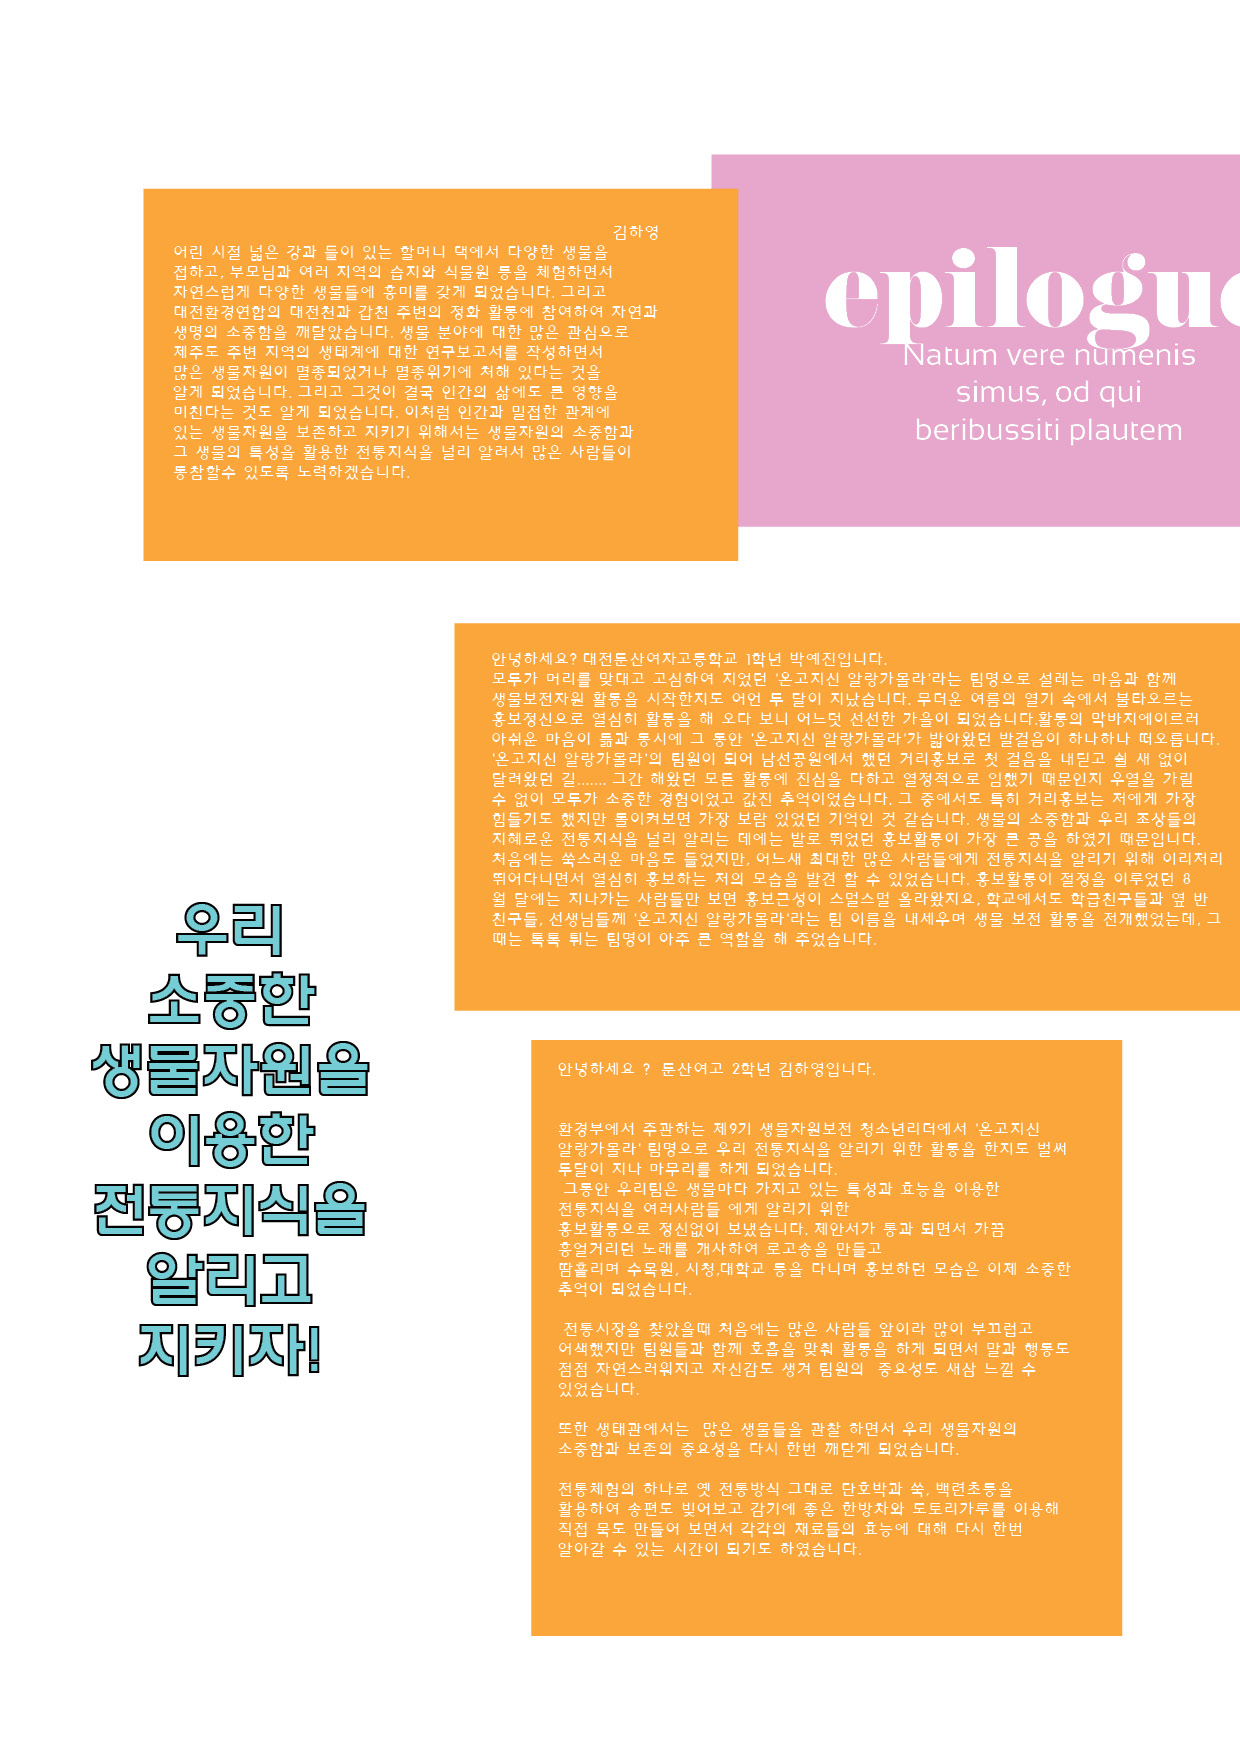 김하영
어린 시절 넓은 강과 들이 있는 할머니 댁에서 다양한 생물을
접하고, 부모님과 여러 지역의 습지와 식물원 등을 체험하면서
자연스럽게 다양한 생물들에 흥미를 갖게 되었습니다. 그리고
대전환경연합의 대전천과 갑천 주변의 정화 활동에 참여하여 자연과
생명의 소중함을 깨달았습니다. 생물 분야에 대한 많은 관심으로
제주도 주변 지역의 생태계에 대한 연구보고서를 작성하면서
많은 생물자원이 멸종되었거나 멸종위기에 처해 있다는 것을
알게 되었습니다. 그리고 그것이 결국 인간의 삶에도 큰 영향을
미친다는 것도 알게 되었습니다. 이처럼 인간과 밀접한 관계에
있는 생물자원을 보존하고 지키기 위해서는 생물자원의 소중함과
그 생물의 특성을 활용한 전통지식을 널리 알려서 많은 사람들이
동참할수 있도록 노력하겠습니다.
epilogue
Natum vere numenis
simus, od qui
beribussiti plautem
안녕하세요? 대전둔산여자고등학교 1학년 박예진입니다.
모두가 머리를 맞대고 고심하여 지었던 '온고지신 알랑가몰라'라는 팀명으로 설레는 마음과 함께
생물보전자원 활동을 시작한지도 어언 두 달이 지났습니다. 무더운 여름의 열기 속에서 불타오르는
홍보정신으로 열심히 활동을 해 오다 보니 어느덧 선선한 가을이 되었습니다.활동의 막바지에이르러
아쉬운 마음이 듦과 동시에 그 동안 '온고지신 알랑가몰라'가 밟아왔던 발걸음이 하나하나 떠오릅니다.
'온고지신 알랑가몰라'의 팀원이 되어 남선공원에서 했던 거리홍보로 첫 걸음을 내딛고 쉴 새 없이
달려왔던 길....... 그간 해왔던 모든 활동에 진심을 다하고 열정적으로 임했기 때문인지 우열을 가릴
수 없이 모두가 소중한 경험이었고 값진 추억이었습니다. 그 중에서도 특히 거리홍보는 저에게 가장
힘들기도 했지만 돌이켜보면 가장 보람 있었던 기억인 것 같습니다. 생물의 소중함과 우리 조상들의
지혜로운 전통지식을 널리 알리는 데에는 발로 뛰었던 홍보활동이 가장 큰 공을 하였기 때문입니다.
처음에는 쑥스러운 마음도 들었지만, 어느새 최대한 많은 사람들에게 전통지식을 알리기 위해 이리저리
뛰어다니면서 열심히 홍보하는 저의 모습을 발견 할 수 있었습니다. 홍보활동이 절정을 이루었던 8
월 달에는 지나가는 사람들만 보면 홍보근성이 스멀스멀 올라왔지요, 학교에서도 학급친구들과 옆 반
친구들, 선생님들께 '온고지신 알랑가몰라'라는 팀 이름을 내세우며 생물 보전 활동을 전개했었는데, 그
때는 톡톡 튀는 팀명이 아주 큰 역할을 해 주었습니다.
우리
소중한
생물자원을
이용한
전통지식을
알리고
지키자!
안녕하세요 ? 둔산여고 2학년 김하영입니다.
환경부에서 주관하는 제9기 생물자원보전 청소년리더에서 '온고지신
알랑가몰라' 팀명으로 우리 전통지식을 알리기 위한 활동을 한지도 벌써
두달이 지나 마무리를 하게 되었습니다.
그동안 우리팀은 생물마다 가지고 있는 특성과 효능을 이용한
전통지식을 여러사람들 에게 알리기 위한
홍보활동으로 정신없이 보냈습니다. 제안서가 통과 되면서 가끔
흥얼거리던 노래를 개사하여 로고송을 만들고
땀흘리며 수목원, 시청,대학교 등을 다니며 홍보하던 모습은 이제 소중한
추억이 되었습니다.
전통시장을 찾았을때 처음에는 많은 사람들 앞이라 많이 부끄럽고
어색했지만 팀원들과 함께 호흡을 맞춰 활동을 하게 되면서 말과 행동도
점점 자연스러워지고 자신감도 생겨 팀원의 중요성도 새삼 느낄 수
있었습니다.
또한 생태관에서는 많은 생물들을 관찰 하면서 우리 생물자원의
소중함과 보존의 중요성을 다시 한번 깨닫게 되었습니다.
전통체험의 하나로 옛 전통방식 그대로 단호박과 쑥, 백련초등을
활용하여 송편도 빚어보고 감기에 좋은 한방차와 도토리가루를 이용해
직접 묵도 만들어 보면서 각각의 재료들의 효능에 대해 다시 한번
알아갈 수 있는 시간이 되기도 하였습니다.